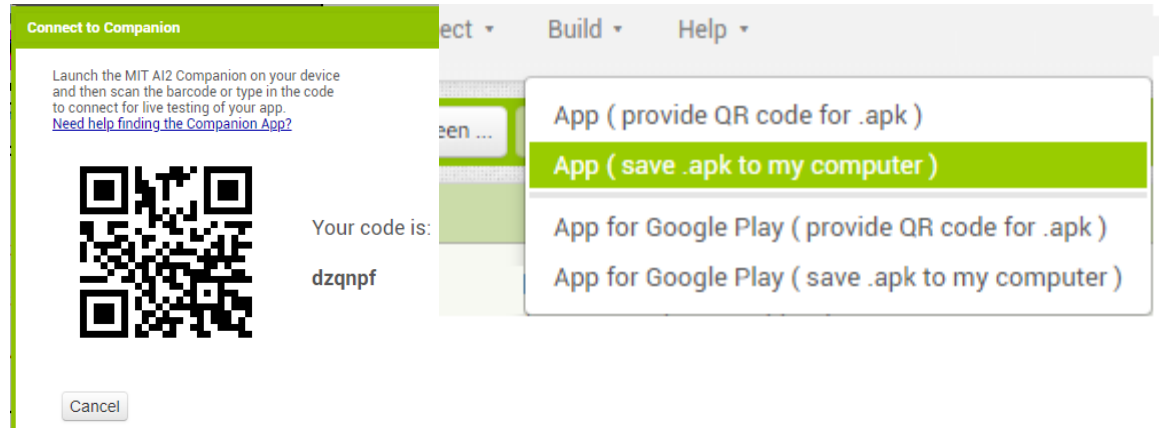 Connect to Companion
Launch the MIT AI2 Companion on your device
and then scan the barcode or type in the code
to connect for live testing of your app.
Need help finding the Companion App?
Your code is:
dzqnpf
Cancel
ect
Build
Help
een ...
App ( provide QR code for .apk )
App ( save .apk to my computer )
App for Google Play ( provide QR code for .apk )
App for Google Play ( save .apk to my computer )